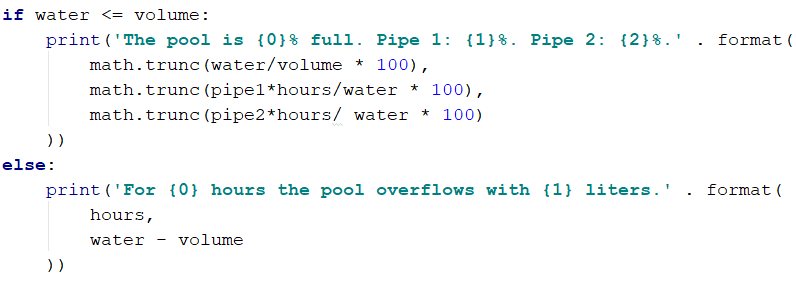 if water <= volume:
    print('The pool is {0}% full. Pipe 1: {1}%. Pipe 2: {2}%.' . format(
        math.trunc(water/volume * 100),
        math.trunc(pipe1*hours/water * 100),
        math.trunc(pipe2*hours/ water * 100)
    ))
else:
    print('For {0} hours the pool overflows with {1} liters.' . format(
        hours,
        water - volume
    ))